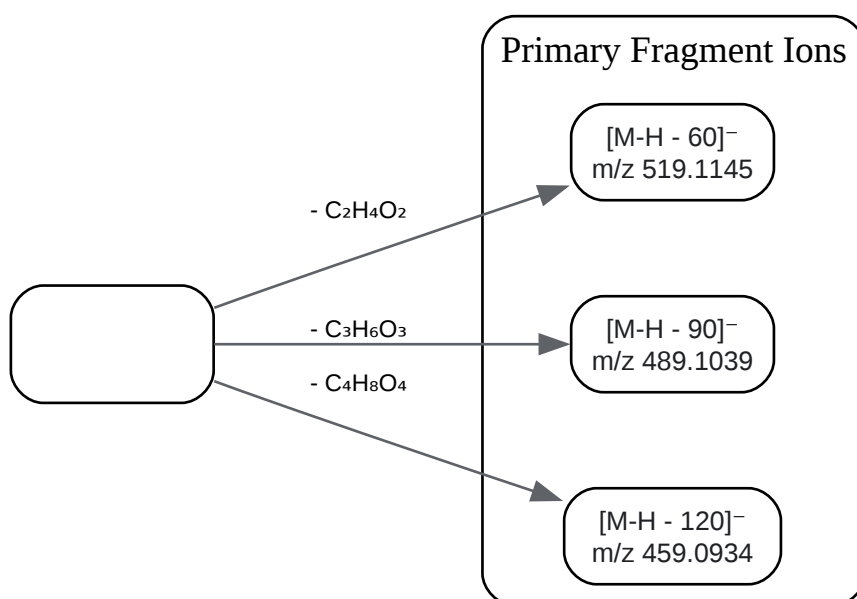 Primary Fragment Ions
[M-H - 60]⁻
m/z 519.1145
- C₂H₄O₂
- C₃H₆O₃
[M-H - 90]⁻
m/z 489.1039
- C₄H₈O₄
[M-H - 120]⁻
m/z 459.0934